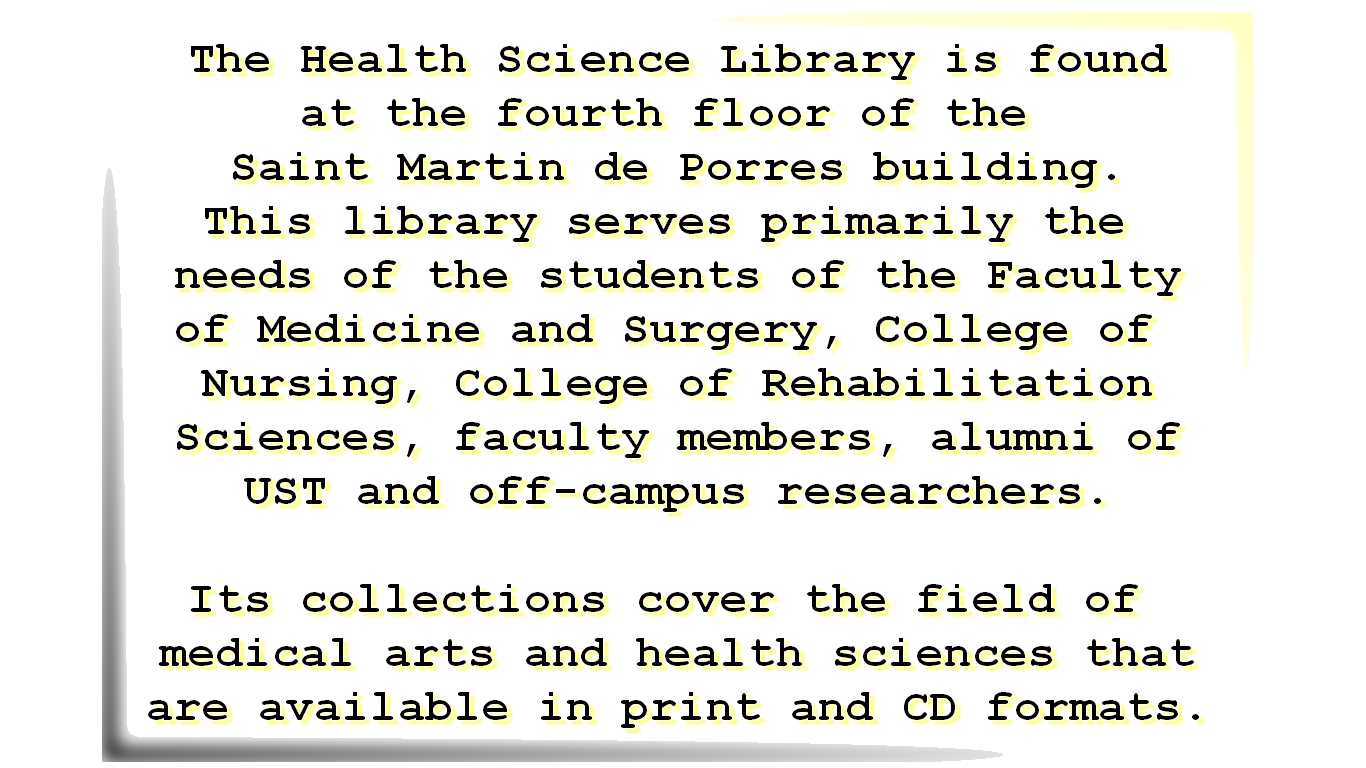 The Health Science Library is found
at the fourth floor of the
Saint Martin de Porres building.
This library serves primarily the
needs of the students of the Faculty
of Medicine and Surgery, College of
Nursing, College of Rehabilitation
Sciences, faculty members, alumni of
UST and off-campus researchers.
Its collections cover the field of
medical arts and health sciences that
are available in print and CD formats.